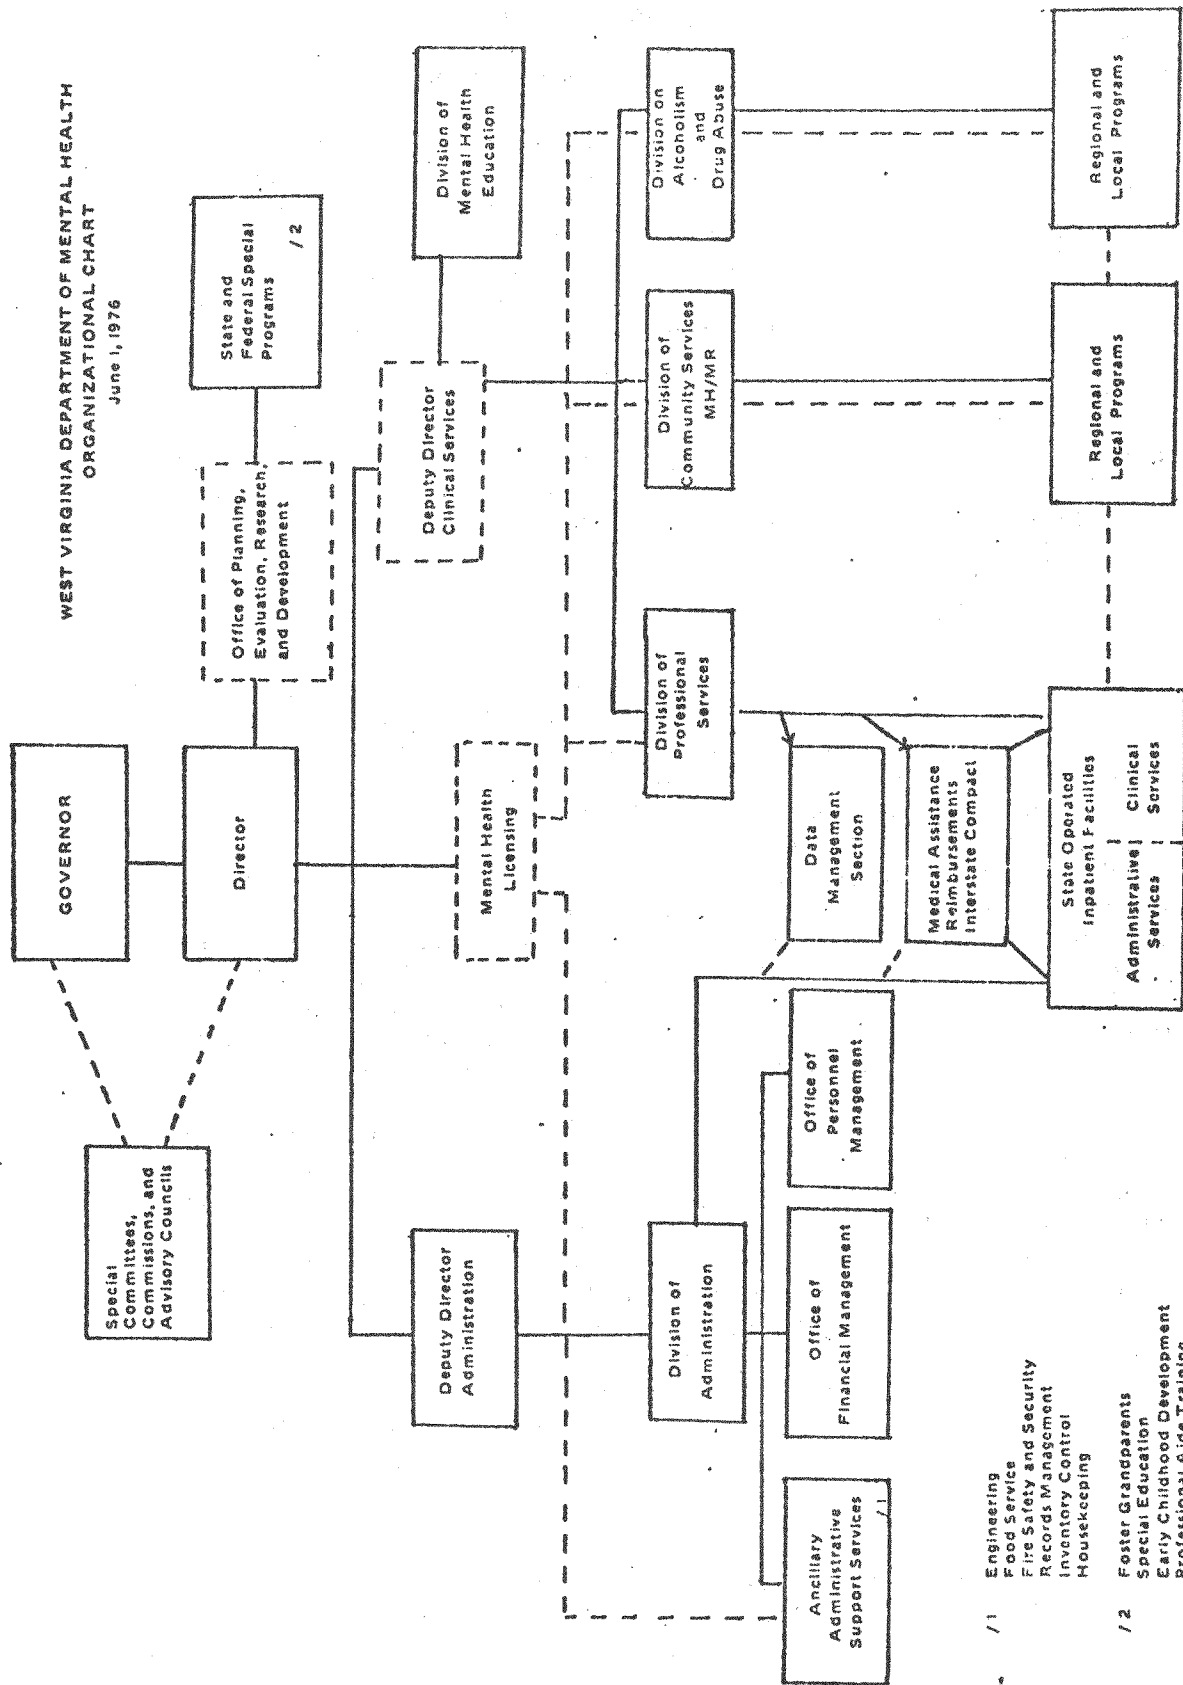 WEST VIRGINIA DEPARTMENT OF MENTAL HEALTH
ORGANIZATIONAL CHART
June 1, 1976
GOVERNOR
Special
Committees,
Commissions, and
Advisory Councils
Director
Office of Planning,
Evaluation, Research,
and Development
State and
Federal Special
Programs
/2
Deputy Director
Administration
Mental Health
Licensing
Deputy Director
Clinical Services
Division of
Mental Health
Education
Division of
Administration
Division of
Professional
Services
Division of
Community Services
MH/MR
Division on
Alcoholism
and
Drug Abuse
Ancillary
Administrative
Support Services
/1
Office of
Financial Management
Office of
Personnel
Management
Data
Management
Section
Medical Assistance
Reimbursements
Interstate Compact
State Operated
Inpatient Facilities
Administrative
Services
Clinical
Services
Regional and
Local Programs
Regional and
Local Programs
/1 Engineering
Food Service
Fire Safety and Security
Records Management
Inventory Control
Housekeeping
/2 Foster Grandparents
Special Education
Early Childhood Development
Professional Aide Training